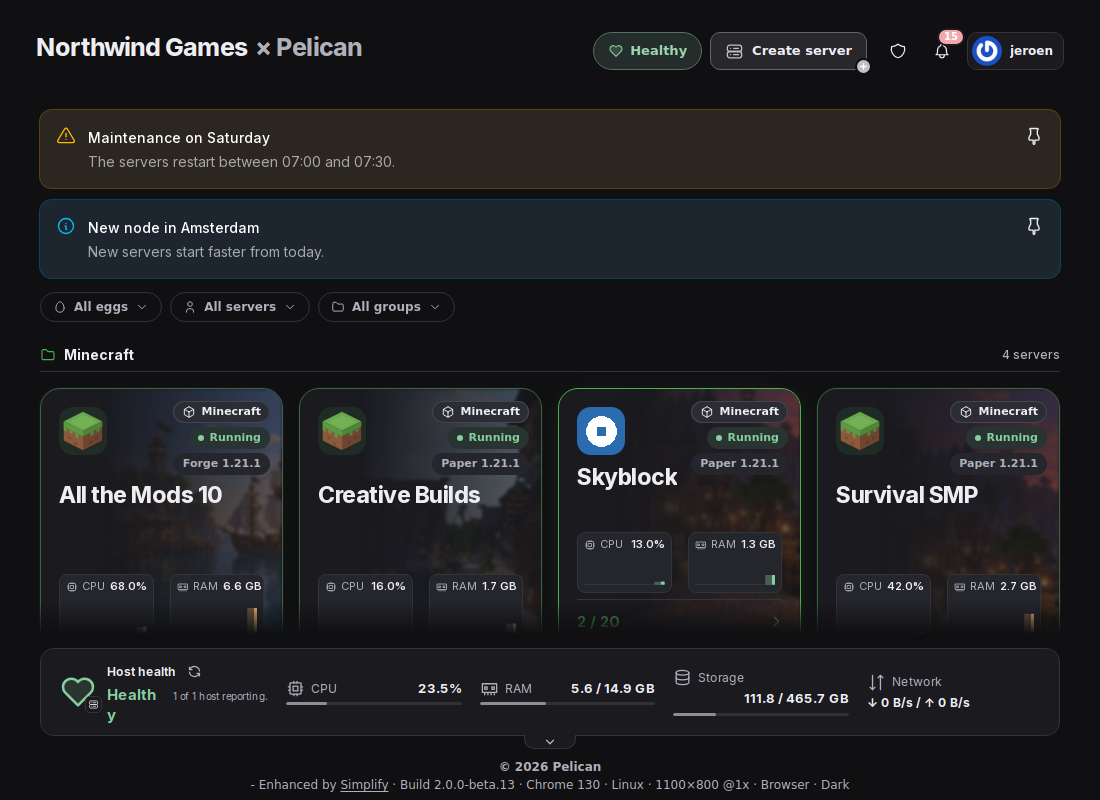 Northwind Games × Pelican
Healthy
Create server
15
jeroen
Maintenance on Saturday
The servers restart between 07:00 and 07:30.
New node in Amsterdam
New servers start faster from today.
All eggs
All servers
All groups
Minecraft
4 servers
Minecraft
Running
Forge 1.21.1
All the Mods 10
CPU 68.0%
RAM 6.6 GB
Minecraft
Running
Paper 1.21.1
Creative Builds
CPU 16.0%
RAM 1.7 GB
Minecraft
Running
Paper 1.21.1
Skyblock
CPU 13.0%
RAM 1.3 GB
2 / 20
Minecraft
Running
Paper 1.21.1
Survival SMP
CPU 42.0%
RAM 2.7 GB
Host health
Health
y
1 of 1 host reporting.
CPU 23.5%
RAM 5.6 / 14.9 GB
Storage
111.8 / 465.7 GB
Network
↓ 0 B/s / ↑ 0 B/s
© 2026 Pelican
- Enhanced by Simplify · Build 2.0.0-beta.13 · Chrome 130 · Linux · 1100×800 @1x · Browser · Dark